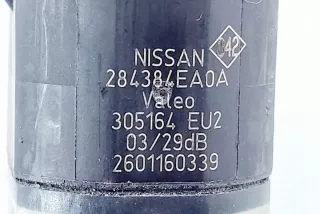 NISSAN
284384EA0A
Valeo
305164 EU2
03/29dB
2601160339